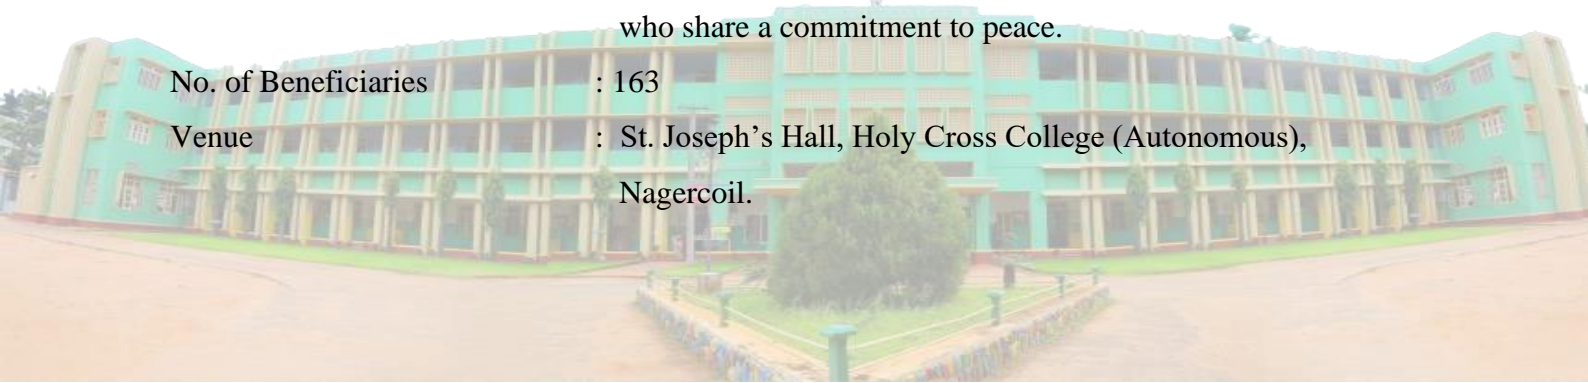 who share a commitment to peace.
No. of Beneficiaries : 163
Venue : St. Joseph’s Hall, Holy Cross College (Autonomous),
Nagercoil.